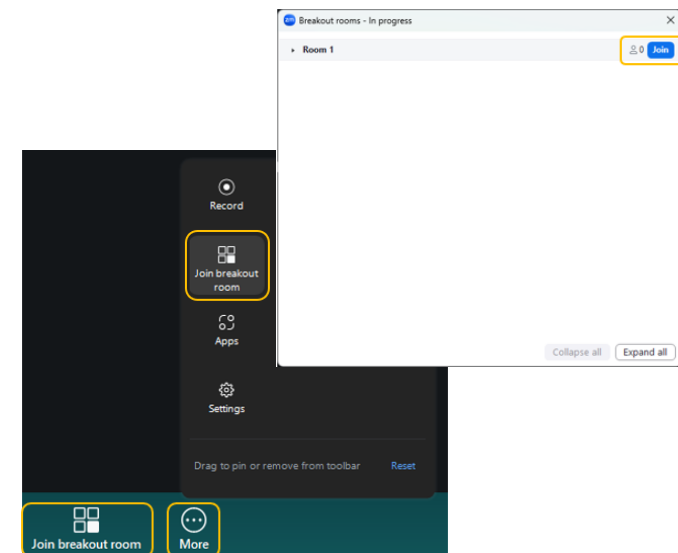 zm Breakout rooms - In progress
Room 1
0 Join
Collapse all Expand all
Record
Join breakout
room
Apps
Settings
Drag to pin or remove from toolbar Reset
Join breakout room More